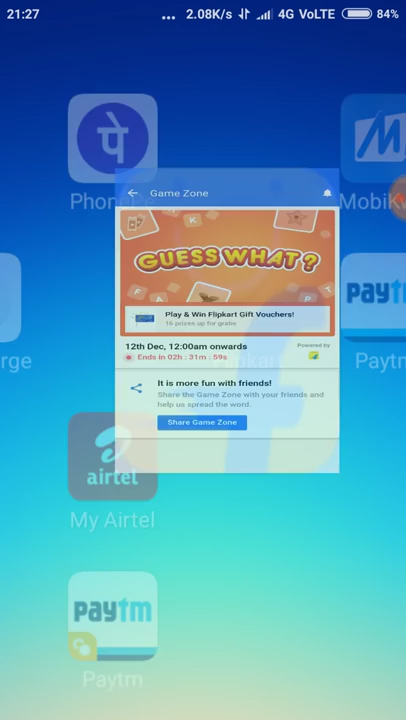 21:27
... 2.08K/s 4G VoLTE 84%
पे
PhonePe
MobiK
Game Zone
GUESS WHAT?
Play & Win Flipkart Gift Vouchers!
16 prizes up for grabs
12th Dec, 12:00am onwards
Powered by
Ends in 02h : 31m : 59s
Flipkart
rge
Paytm
It is more fun with friends!
Share the Game Zone with your friends and
help us spread the word.
Share Game Zone
airtel
My Airtel
paytm
Paytm